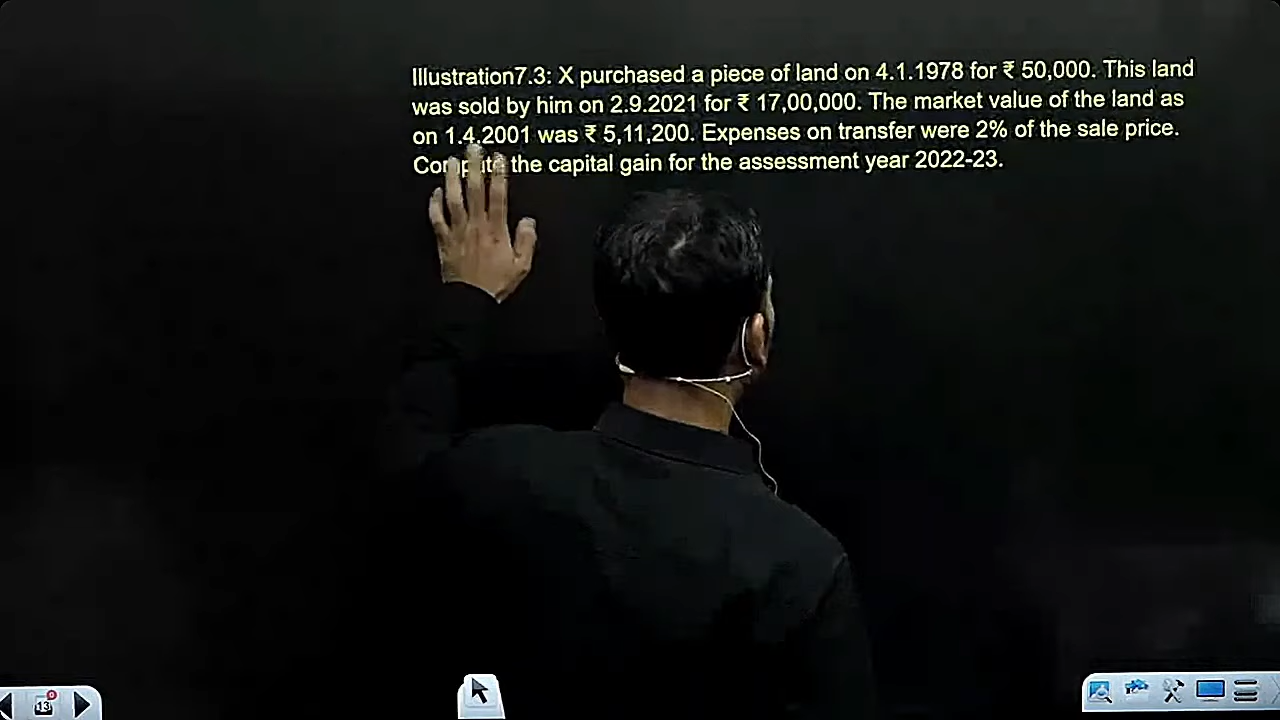 Illustration7.3: X purchased a piece of land on 4.1.1978 for ₹ 50,000. This land
was sold by him on 2.9.2021 for ₹ 17,00,000. The market value of the land as
on 1.4.2001 was ₹ 5,11,200. Expenses on transfer were 2% of the sale price.
Compute the capital gain for the assessment year 2022-23.
13